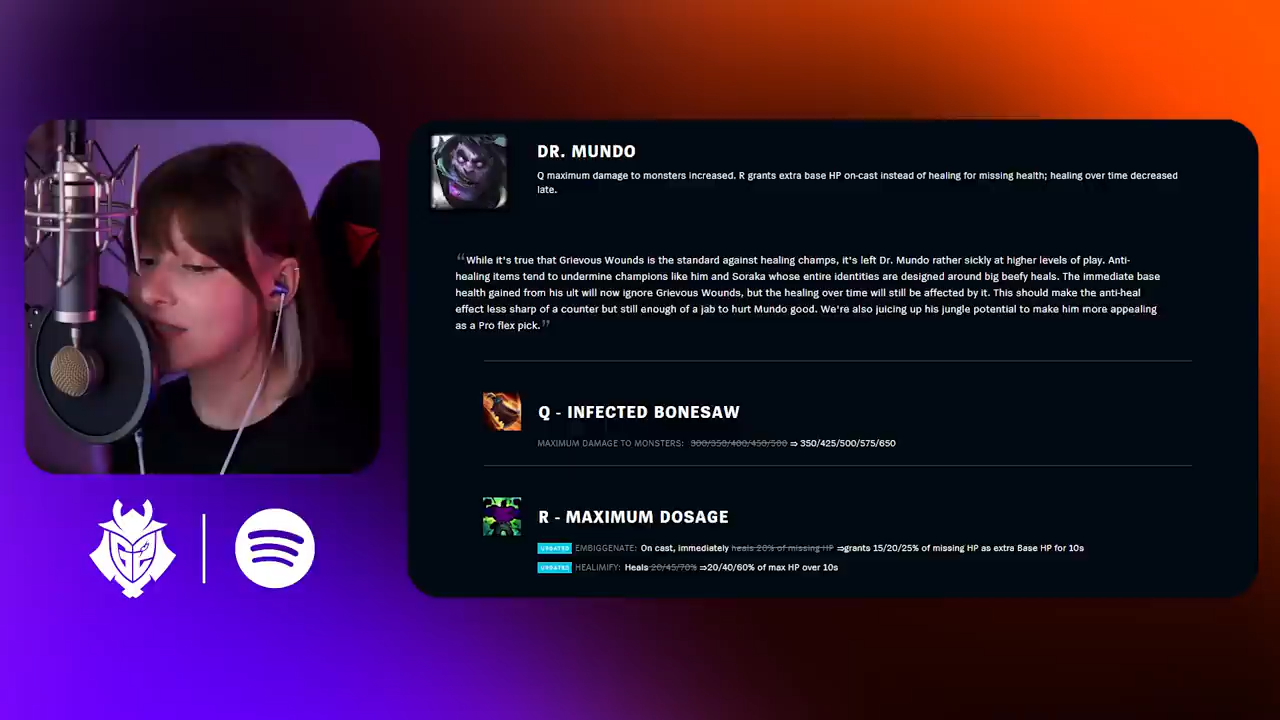 DR. MUNDO
Q maximum damage to monsters increased. R grants extra base HP on-cast instead of healing for missing health; healing over time decreased
late.
“While it's true that Grievous Wounds is the standard against healing champs, it's left Dr. Mundo rather sickly at higher levels of play. Anti-
healing items tend to undermine champions like him and Soraka whose entire identities are designed around big beefy heals. The immediate base
health gained from his ult will now ignore Grievous Wounds, but the healing over time will still be affected by it. This should make the anti-heal
effect less sharp of a counter but still enough of a jab to hurt Mundo good. We're also juicing up his jungle potential to make him more appealing
as a Pro flex pick.”
Q - INFECTED BONESAW
MAXIMUM DAMAGE TO MONSTERS: 300/350/400/450/500 ⇒ 350/425/500/575/650
R - MAXIMUM DOSAGE
UPDATED EMBIGGENATE: On cast, immediately heals 20% of missing HP ⇒grants 15/20/25% of missing HP as extra Base HP for 10s
UPDATED HEALIMIFY: Heals 20/45/70% ⇒20/40/60% of max HP over 10s